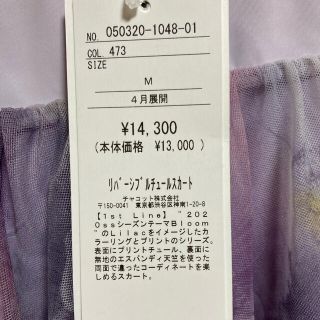 NO. 050320-1048-01
COL 473
SIZE
M
4月展開
¥14,300
(本体価格 ¥13,000 )
ﾘﾊﾞｰｼﾌﾞﾙﾁｭｰﾙｽｶｰﾄ
チャコット株式会社
〒150-0041 東京都渋谷区神南1-20-8
【1st Line】 "202
0ssシーズンテーマBloom
"のLilacをイメージしたカ
ラーリングとプリントのシリーズ。
表面にプリントチュール、裏面に
無地のエスパンディ天竺を使った
両面で違ったコーディネートを楽
しめるスカート。